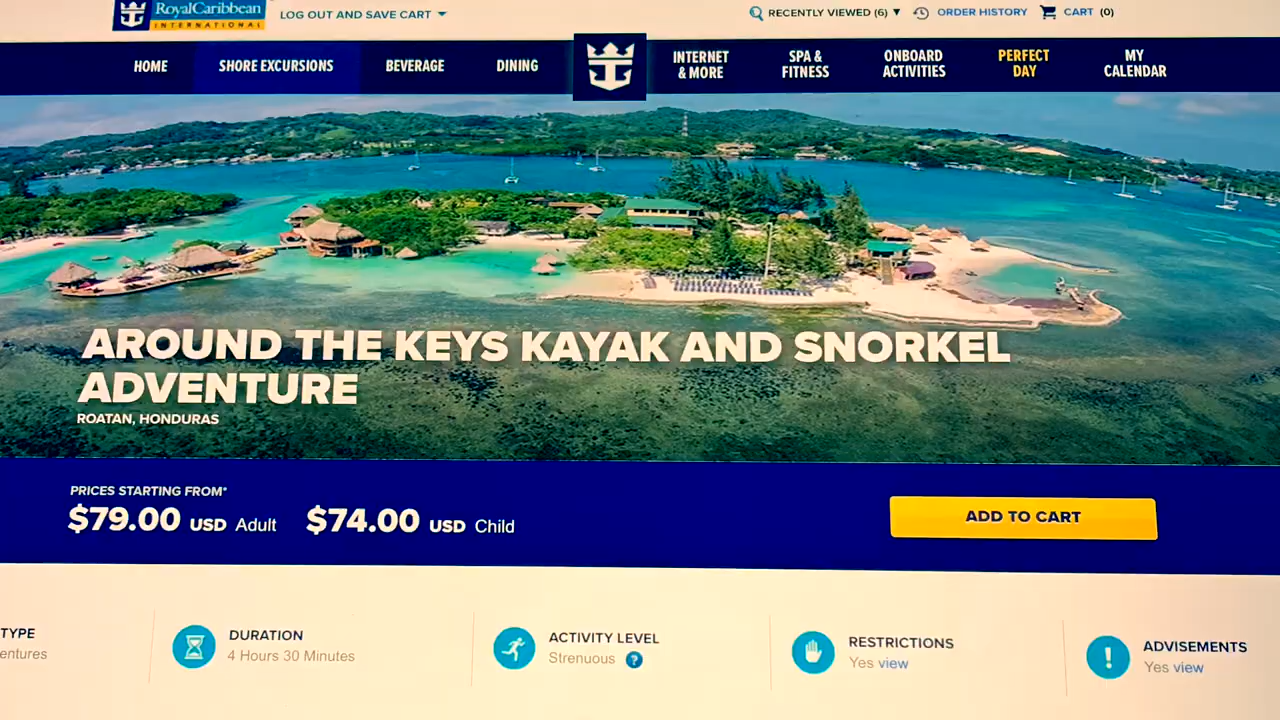 RoyalCaribbean
INTERNATIONAL
LOG OUT AND SAVE CART
RECENTLY VIEWED (6)
ORDER HISTORY
CART (0)
HOME
SHORE EXCURSIONS
BEVERAGE
DINING
INTERNET
& MORE
SPA &
FITNESS
ONBOARD
ACTIVITIES
PERFECT
DAY
MY
CALENDAR
AROUND THE KEYS KAYAK AND SNORKEL
ADVENTURE
ROATAN, HONDURAS
PRICES STARTING FROM*
$79.00 USD Adult $74.00 USD Child
ADD TO CART
TYPE
entures
DURATION
4 Hours 30 Minutes
ACTIVITY LEVEL
Strenuous ?
RESTRICTIONS
Yes view
ADVISEMENTS
Yes view